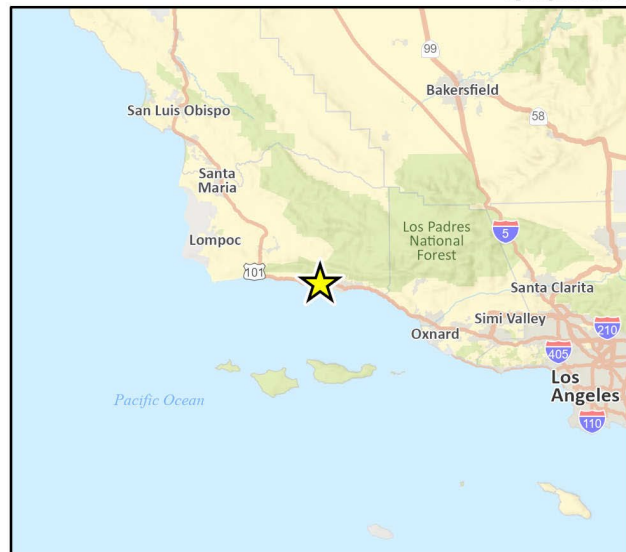 99
Bakersfield
58
San Luis Obispo
Santa
Maria
Los Padres
National
Forest
5
Lompoc
101
Santa Clarita
Simi Valley
210
Oxnard
405
Los
Angeles
Pacific Ocean
110